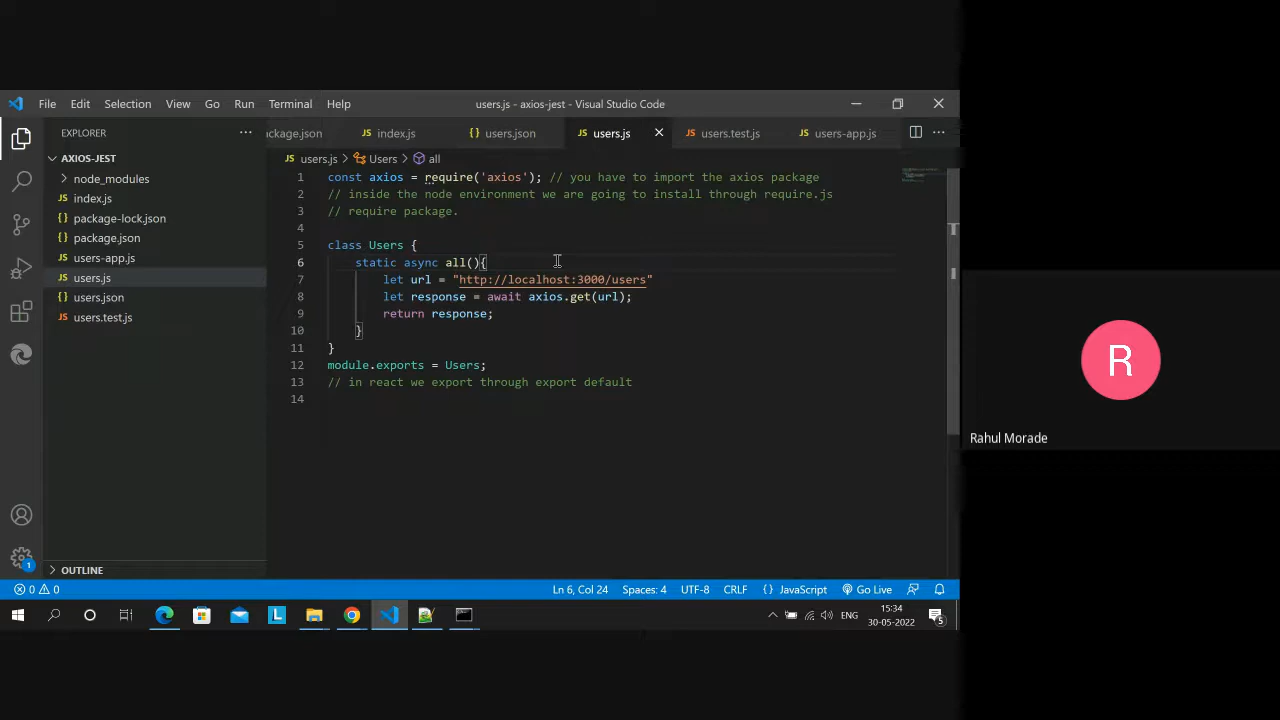 File Edit Selection View Go Run Terminal Help
users.js - axios-jest - Visual Studio Code
EXPLORER
AXIOS-JEST
node_modules
index.js
package-lock.json
package.json
users-app.js
users.js
users.json
users.test.js
OUTLINE
ackage.json index.js users.json users.js users.test.js users-app.js
users.js > Users > all
1 const axios = require('axios'); // you have to import the axios package
2 // inside the node environment we are going to install through require.js
3 // require package.
4
5 class Users {
6 static async all(){
7 let url = "http://localhost:3000/users"
8 let response = await axios.get(url);
9 return response;
10 }
11 }
12 module.exports = Users;
13 // in react we export through export default
14
R
Rahul Morade
1
0 0 Ln 6, Col 24 Spaces: 4 UTF-8 CRLF {} JavaScript Go Live
L ENG 15:34
30-05-2022
5